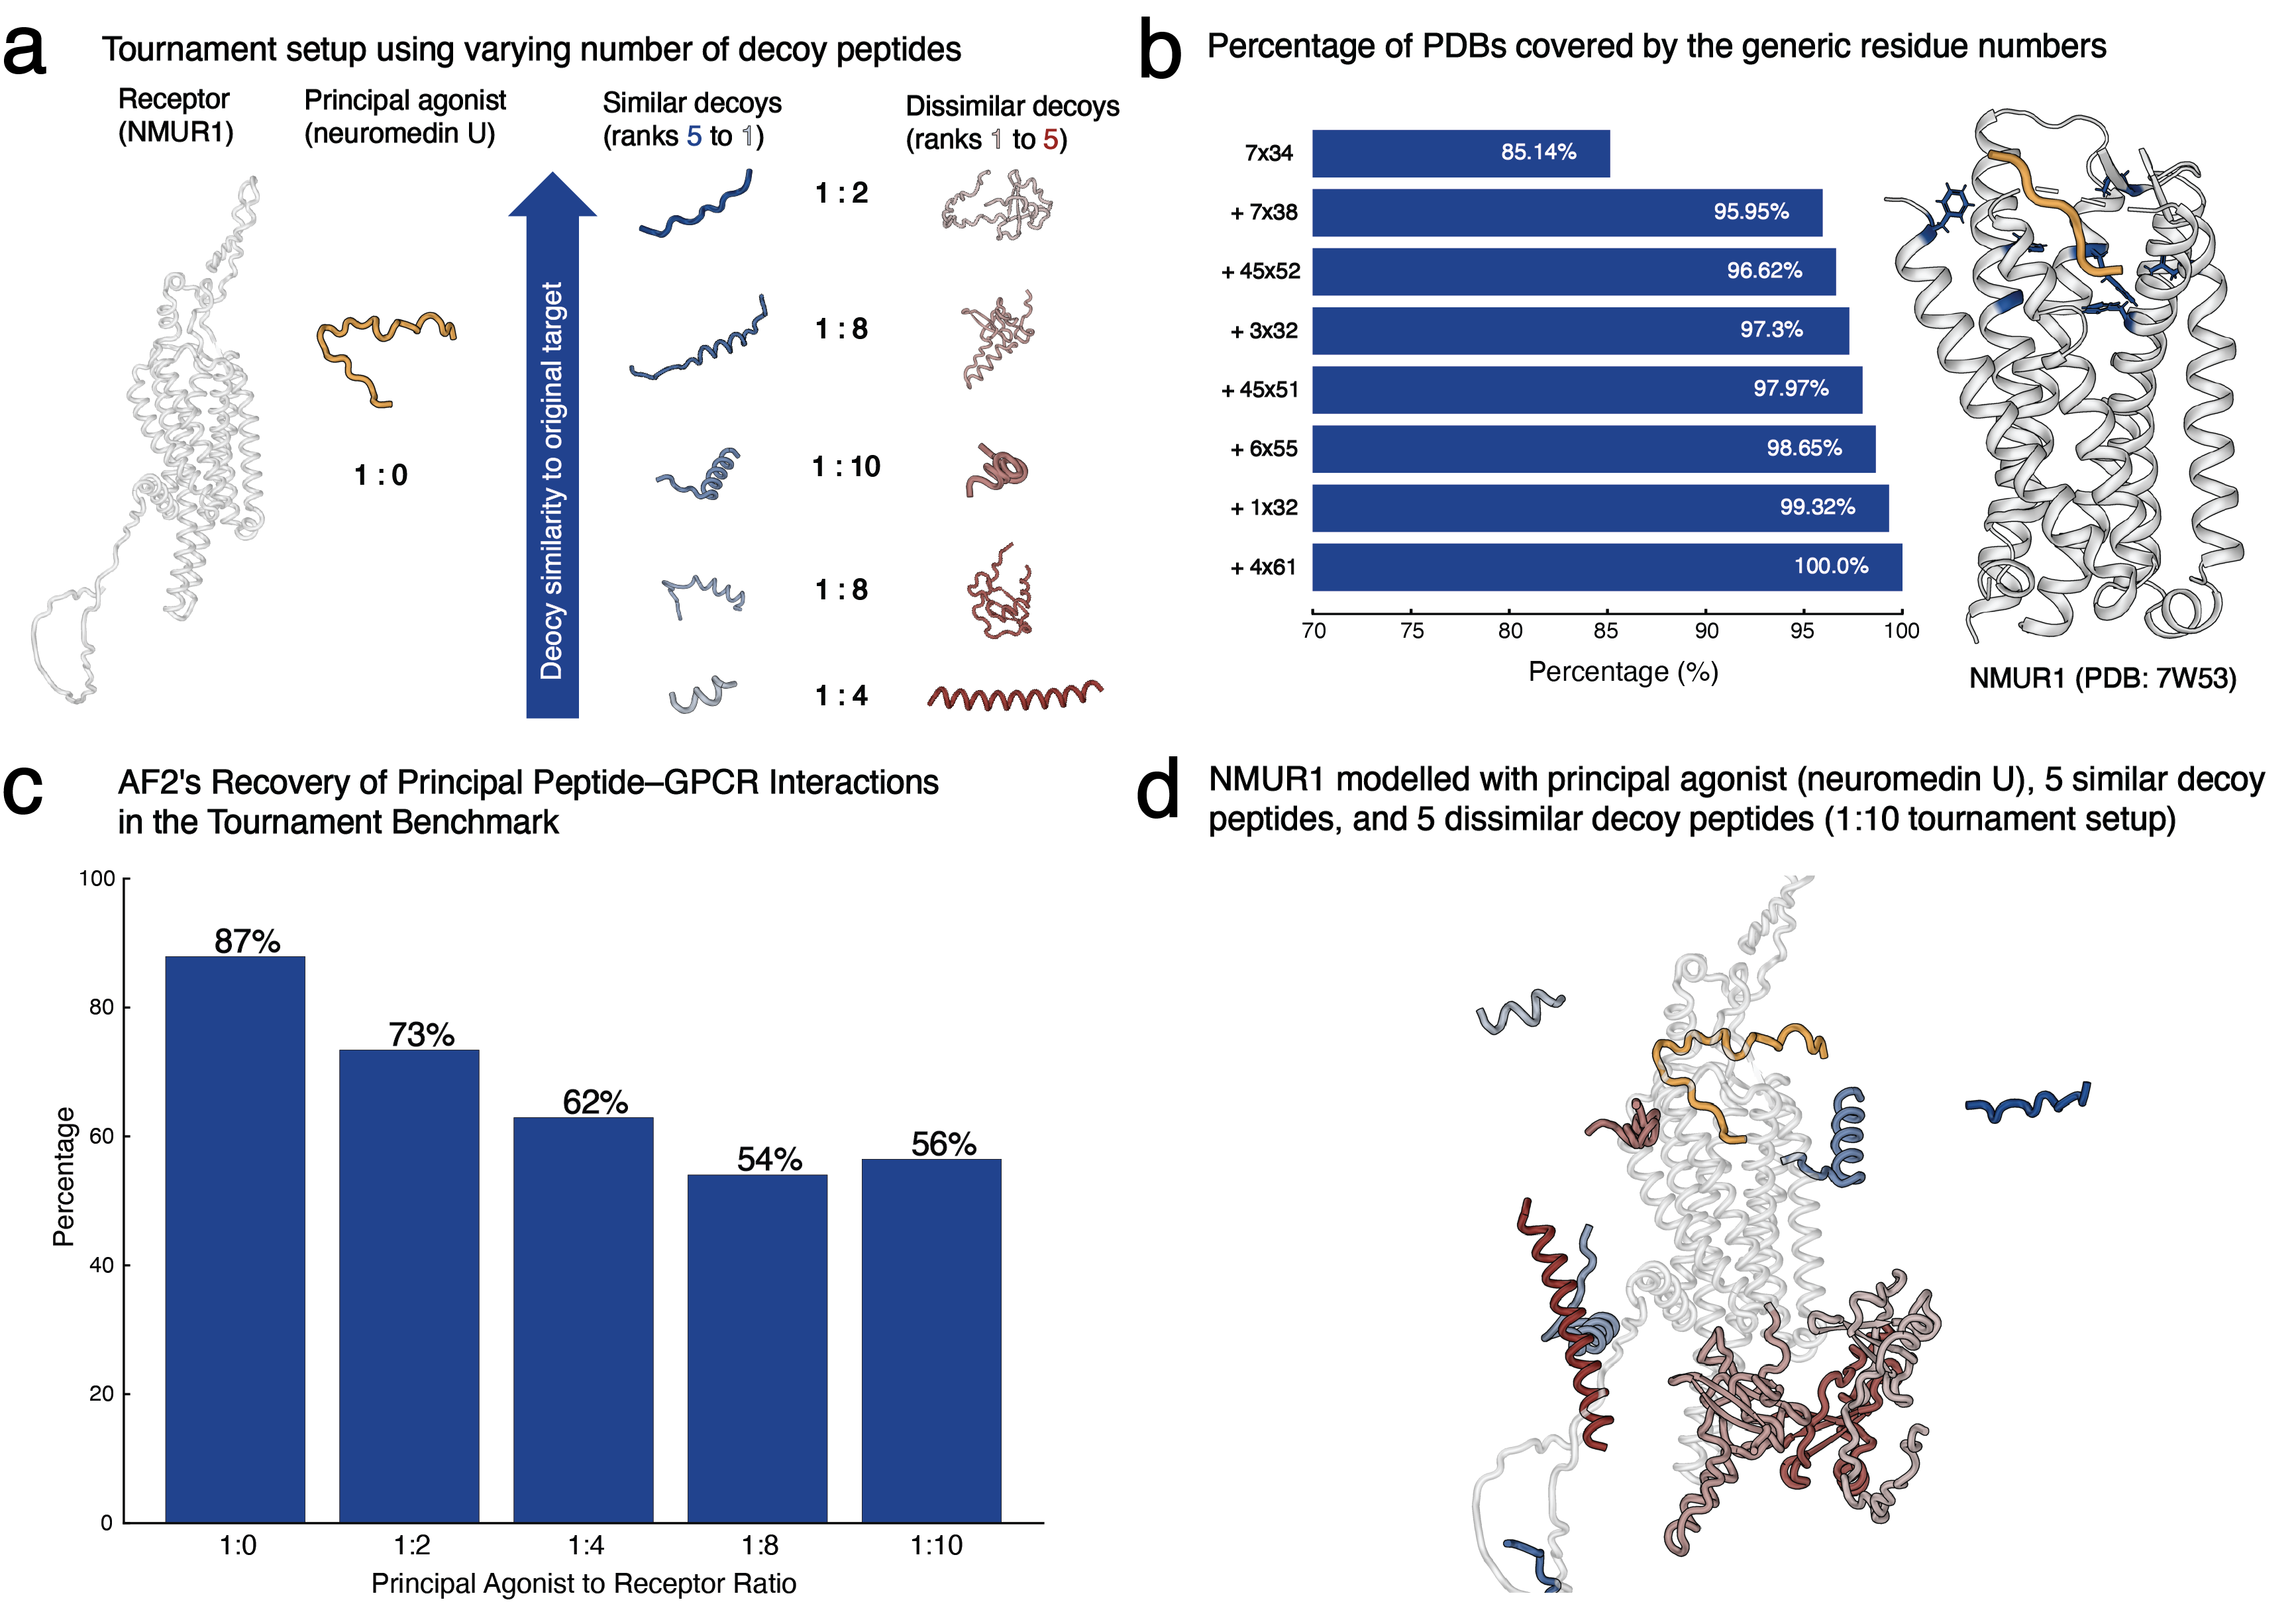 a
Tournament setup using varying number of decoy peptides
Receptor
(NMUR1)
Principal agonist
(neuromedin U)
Similar decoys
(ranks 5 to 1)
Dissimilar decoys
(ranks 1 to 5)
1 : 0
Deocy similarity to original target
1 : 2
1 : 8
1 : 10
1 : 8
1 : 4
b
Percentage of PDBs covered by the generic residue numbers
7x34
85.14%
+ 7x38
95.95%
+ 45x52
96.62%
+ 3x32
97.3%
+ 45x51
97.97%
+ 6x55
98.65%
+ 1x32
99.32%
+ 4x61
100.0%
70 75 80 85 90 95 100
Percentage (%)
NMUR1 (PDB: 7W53)
c
AF2's Recovery of Principal Peptide–GPCR Interactions
in the Tournament Benchmark
Percentage
100
80
60
40
20
0
87%
73%
62%
54%
56%
1:0 1:2 1:4 1:8 1:10
Principal Agonist to Receptor Ratio
d
NMUR1 modelled with principal agonist (neuromedin U), 5 similar decoy
peptides, and 5 dissimilar decoy peptides (1:10 tournament setup)